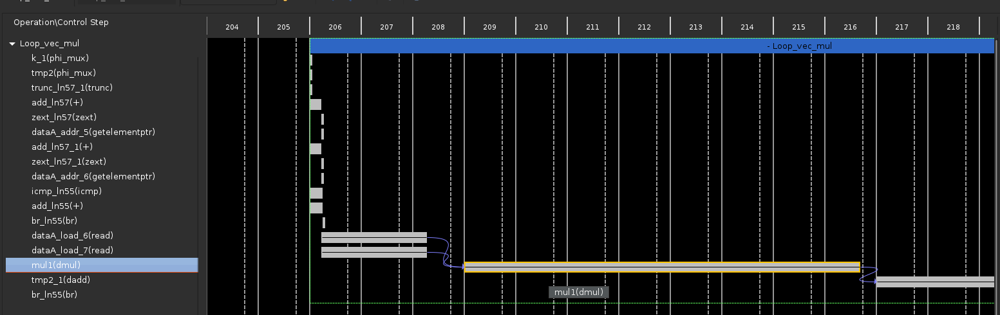 Operation\Control Step 204 205 206 207 208 209 210 211 212 213 214 215 216 217 218
Loop_vec_mul - Loop_vec_mul
k_1(phi_mux)
tmp2(phi_mux)
trunc_ln57_1(trunc)
add_ln57(+)
zext_ln57(zext)
dataA_addr_5(getelementptr)
add_ln57_1(+)
zext_ln57_1(zext)
dataA_addr_6(getelementptr)
icmp_ln55(icmp)
add_ln55(+)
br_ln55(br)
dataA_load_6(read)
dataA_load_7(read)
mul1(dmul)
tmp2_1(dadd)
mul1(dmul)
br_ln55(br)